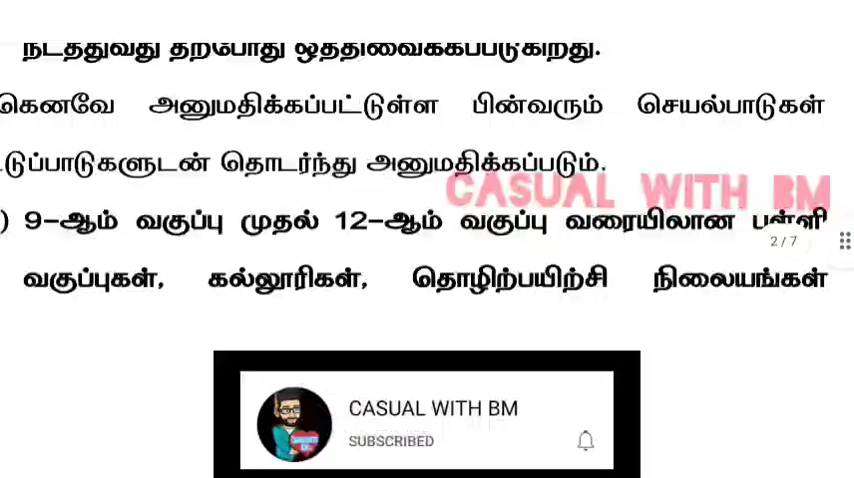 நடத்துவது தற்போது ஒத்திவைக்கப்படுகிறது.
கெனவே அனுமதிக்கப்பட்டுள்ள பின்வரும் செயல்பாடுகள்
டுப்பாடுகளுடன் தொடர்ந்து அனுமதிக்கப்படும்.
CASUAL WITH BM
) 9-ஆம் வகுப்பு முதல் 12-ஆம் வகுப்பு வரையிலான பள்ளி
2 / 7
வகுப்புகள், கல்லூரிகள், தொழிற்பயிற்சி நிலையங்கள்
CASUAL WITH BM
SUBSCRIBED